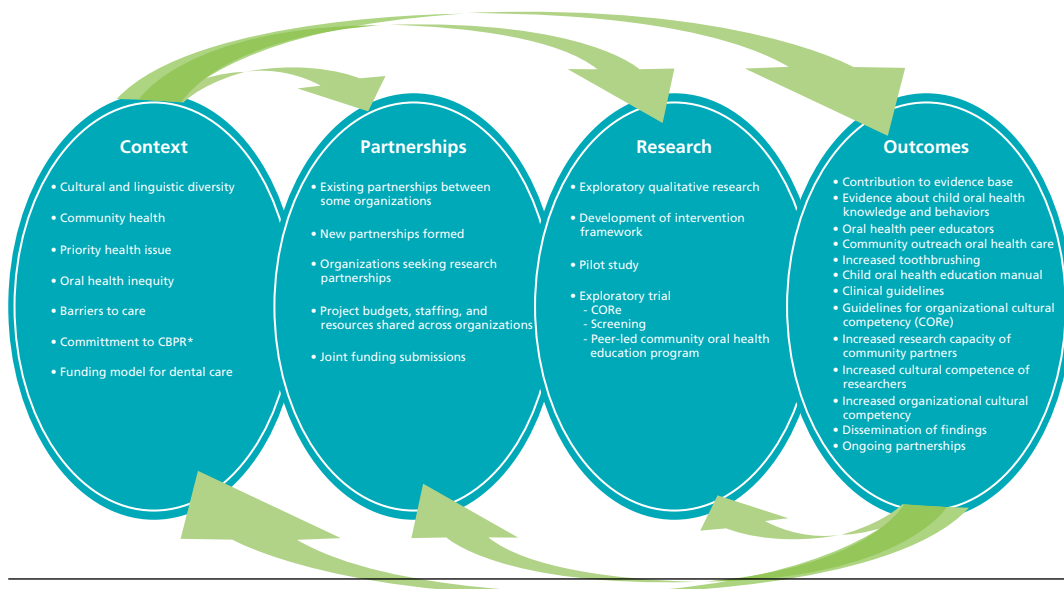 Context
• Cultural and linguistic diversity
• Community health
• Priority health issue
• Oral health inequity
• Barriers to care
• Committment to CBPR*
• Funding model for dental care
Partnerships
• Existing partnerships between
some organizations
• New partnerships formed
• Organizations seeking research
partnerships
• Project budgets, staffing, and
resources shared across organizations
• Joint funding submissions
Research
• Exploratory qualitative research
• Development of intervention
framework
• Pilot study
• Exploratory trial
- CORe
- Screening
- Peer-led community oral health
education program
Outcomes
• Contribution to evidence base
• Evidence about child oral health
knowledge and behaviors
• Oral health peer educators
• Community outreach oral health care
• Increased toothbrushing
• Child oral health education manual
• Clinical guidelines
• Guidelines for organizational cultural
competency (CORe)
• Increased research capacity of
community partners
• Increased cultural competence of
researchers
• Increased organizational cultural
competency
• Dissemination of findings
• Ongoing partnerships